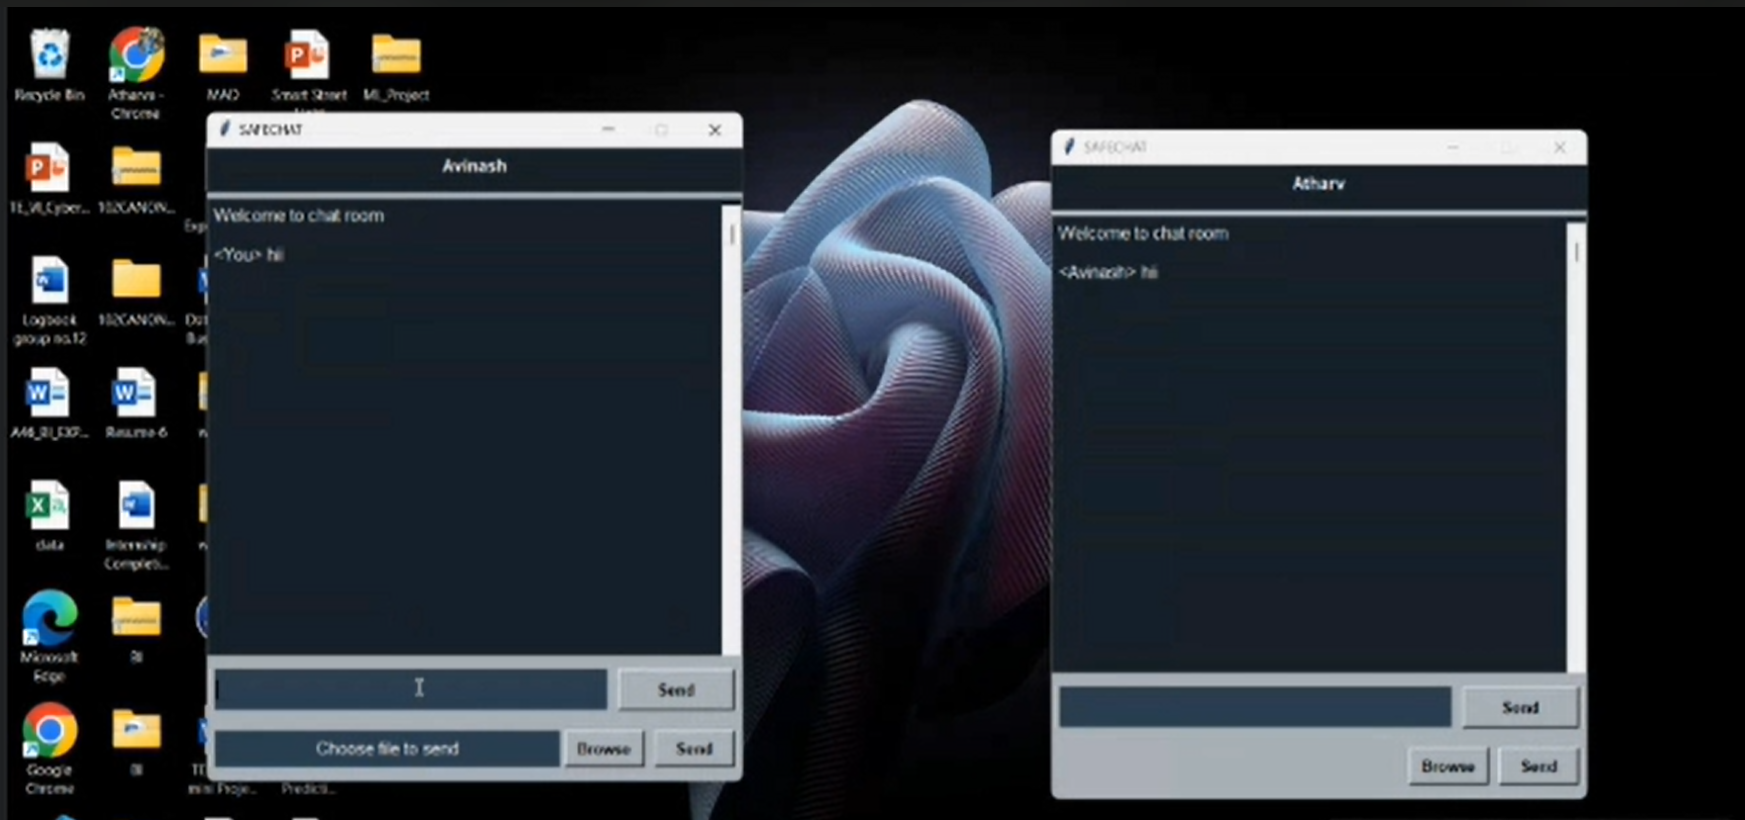 Recycle Bin
Atharva -
Chrome
MAD
Smart Street
ML_Project
TE_VI_Cyber...
102CANON...
Logbook
group no.12
102CANON...
Resume-6
data
Internship
Completi...
Microsoft
Edge
BI
Google
Chrome
BI
mini Proje...
Predicti...
SAFECHAT
Avinash
Welcome to chat room
<You> hii
Send
Choose file to send
Browse
Send
SAFECHAT
Atharv
Welcome to chat room
<Avinash> hii
Send
Browse
Send